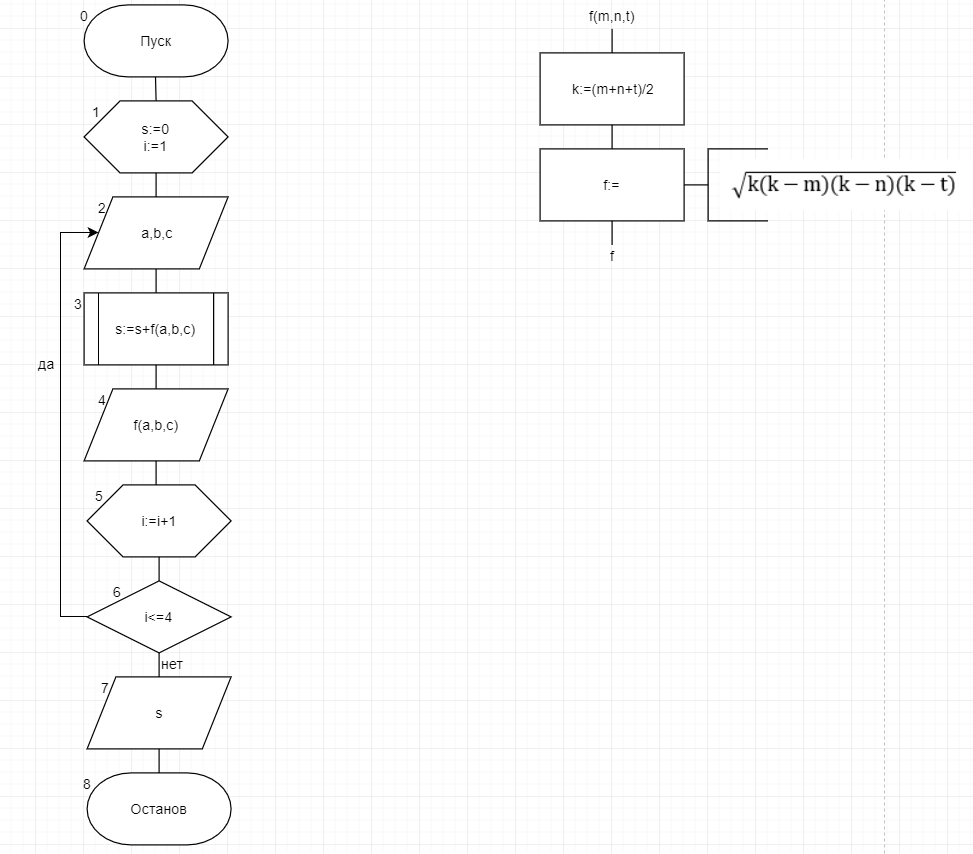 0
Пуск
1
s:=0
i:=1
2
a,b,c
3
s:=s+f(a,b,c)
да
4
f(a,b,c)
5
i:=i+1
6
i<=4
нет
7
s
8
Останов
f(m,n,t)
k:=(m+n+t)/2
f:=
√k(k − m)(k − n)(k − t)
f